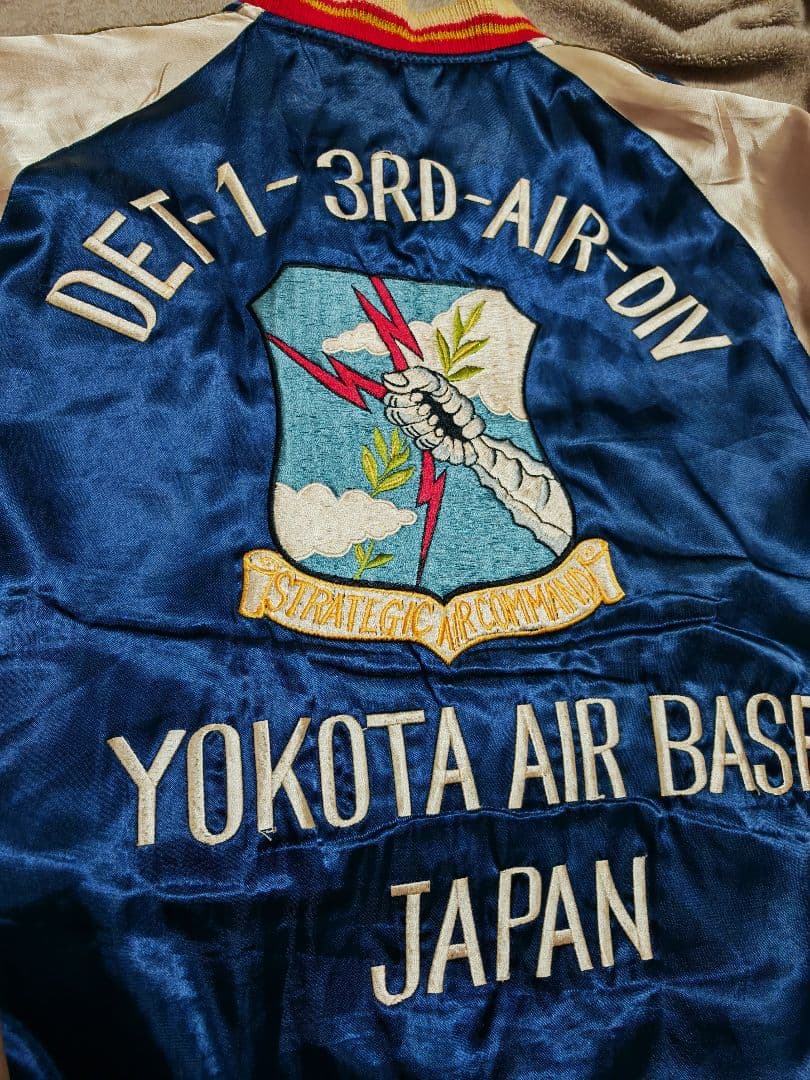 DET-1-3RD-AIR-DIV
STRATEGIC AIR COMMAND
YOKOTA AIR BASE
JAPAN